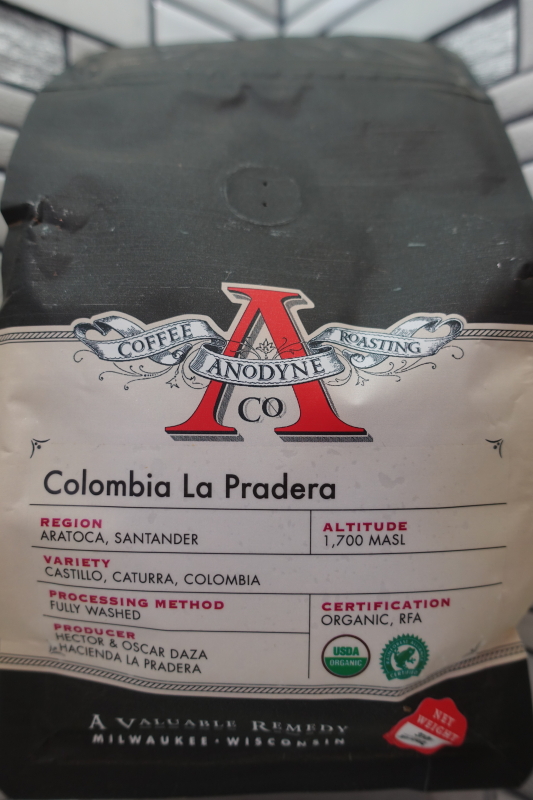 COFFEE
ROASTING
A
ANODYNE
CO
Colombia La Pradera
REGION
ARATOCA, SANTANDER
ALTITUDE
1,700 MASL
VARIETY
CASTILLO, CATURRA, COLOMBIA
PROCESSING METHOD
FULLY WASHED
PRODUCER
HECTOR & OSCAR DAZA
HACIENDA LA PRADERA
CERTIFICATION
ORGANIC, RFA
USDA
ORGANIC
A VALUABLE REMEDY
MILWAUKEE · WISCONSIN
NET
WEIGHT